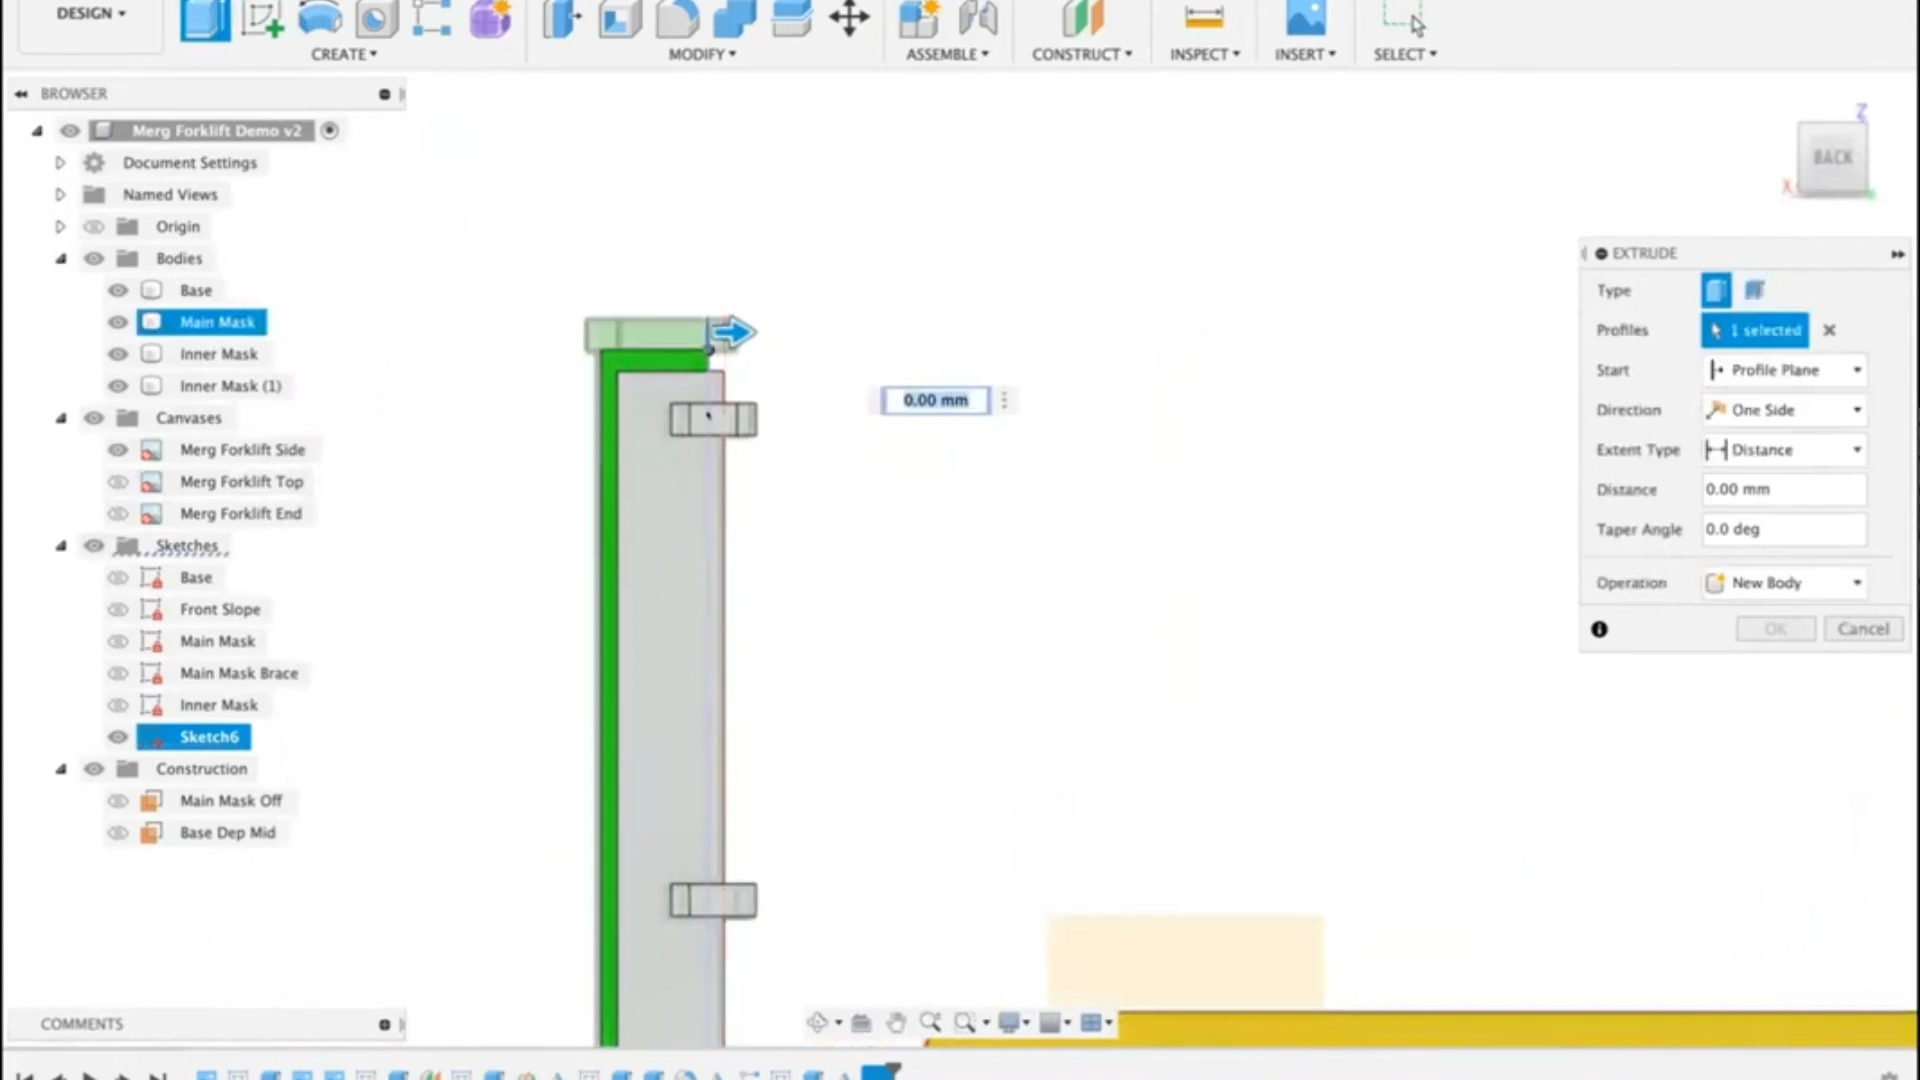 DESIGN
CREATE
MODIFY
ASSEMBLE
CONSTRUCT
INSPECT
INSERT
SELECT
BROWSER
Merg Forklift Demo v2
Document Settings
Named Views
Origin
Bodies
Base
Main Mask
Inner Mask
Inner Mask (1)
Canvases
Merg Forklift Side
Merg Forklift Top
Merg Forklift End
Sketches
Base
Front Slope
Main Mask
Main Mask Brace
Inner Mask
Sketch6
Construction
Main Mask Off
Base Dep Mid
COMMENTS
0.00 mm
Z
BACK
X
EXTRUDE
Type
Profiles 1 selected
Start Profile Plane
Direction One Side
Extent Type Distance
Distance 0.00 mm
Taper Angle 0.0 deg
Operation New Body
OK Cancel